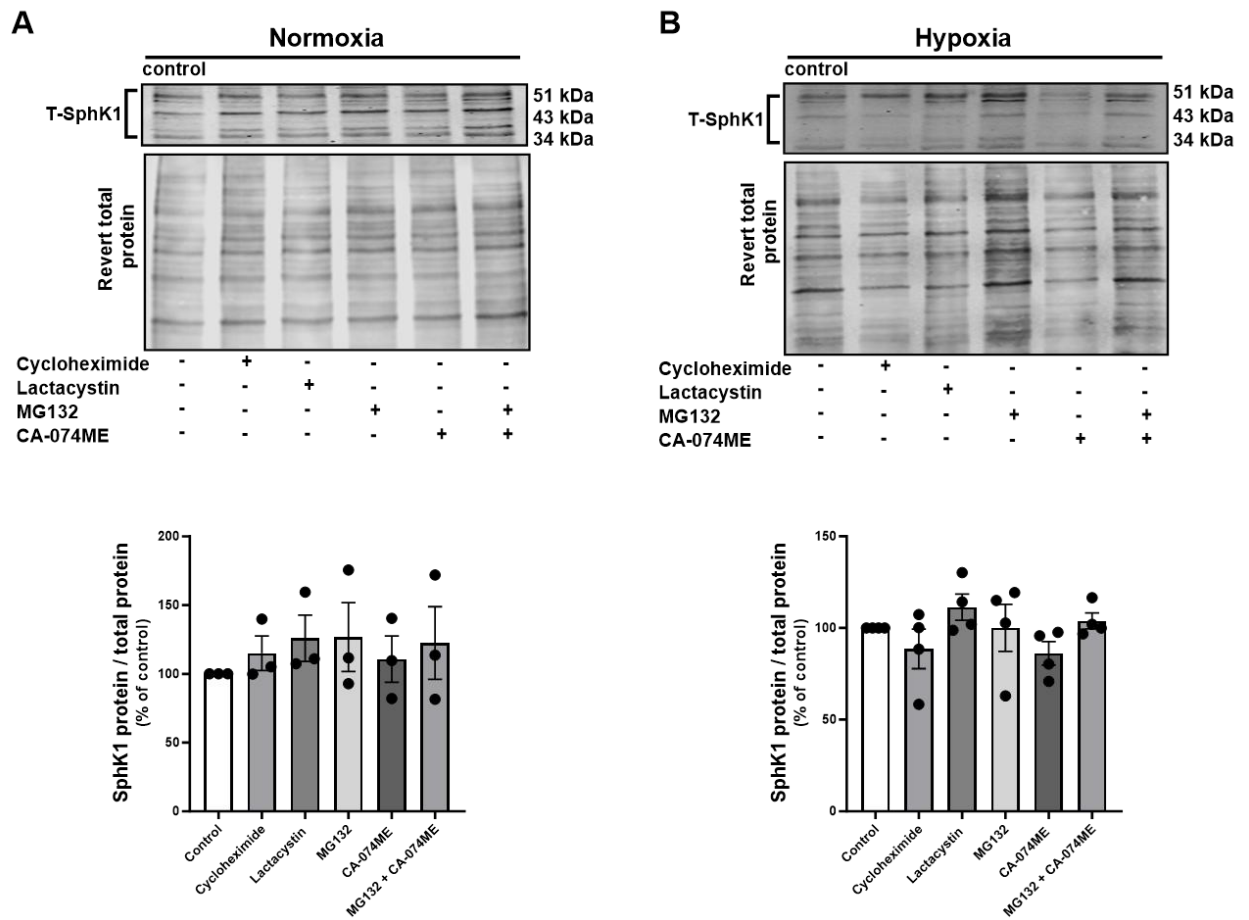 A
Normoxia
control
T-SphK1
51 kDa
43 kDa
34 kDa
Revert total
protein
Cycloheximide - + - - - -
Lactacystin - - + - - -
MG132 - - - + - +
CA-074ME - - - - + +
SphK1 protein / total protein
(% of control)
200
150
100
50
0
Control
Cycloheximide
Lactacystin
MG132
CA-074ME
MG132 + CA-074ME
B
Hypoxia
control
T-SphK1
51 kDa
43 kDa
34 kDa
Revert total
protein
Cycloheximide - + - - - -
Lactacystin - - + - - -
MG132 - - - + - +
CA-074ME - - - - + +
SphK1 protein / total protein
(% of control)
150
100
50
0
Control
Cycloheximide
Lactacystin
MG132
CA-074ME
MG132 + CA-074ME